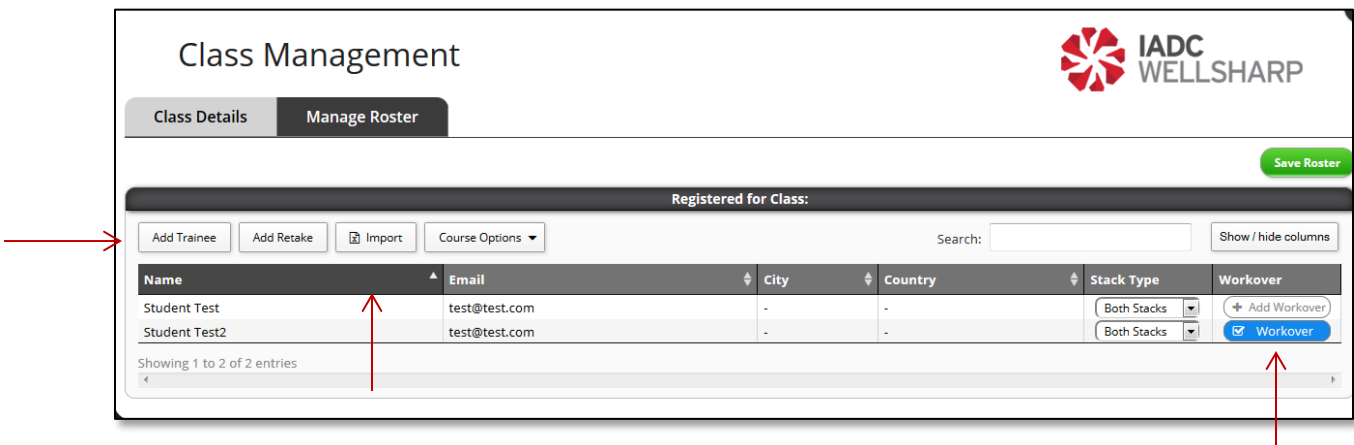 Class Management
IADC
WELLSHARP
Class Details Manage Roster
Save Roster
Registered for Class:
Add Trainee Add Retake Import Course Options Search: Show / hide columns
Name Email City Country Stack Type Workover
Student Test test@test.com - - Both Stacks + Add Workover
Student Test2 test@test.com - - Both Stacks Workover
Showing 1 to 2 of 2 entries